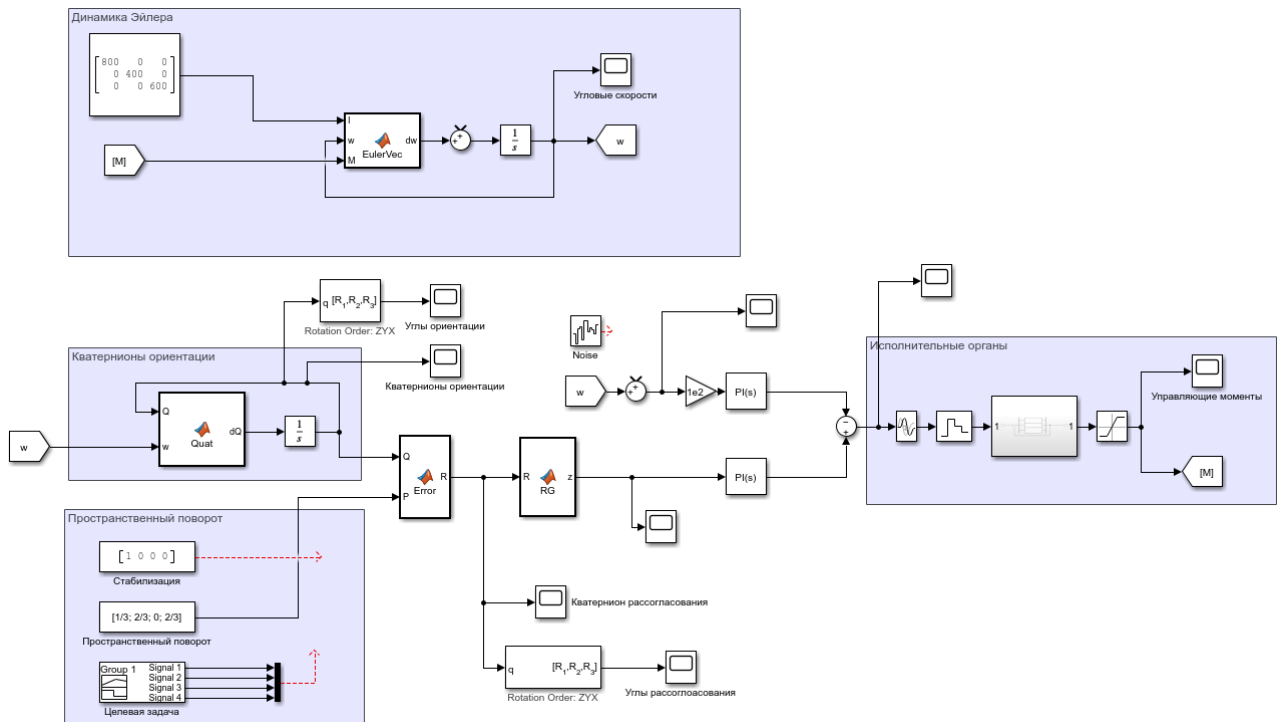 Динамика Эйлера
800 0 0
0 400 0
0 0 600
[M]
I
w
M
EulerVec
dw
+
+
1
s
Угловые скорости
w
q [R1,R2,R3]
Rotation Order: ZYX
Углы ориентации
Кватернионы ориентации
Кватернионы ориентации
w
Q
w
Quat
dQ
1
s
Noise
w
+
+
1e2
PI(s)
−
+
Исполнительные органы
1
1
Управляющие моменты
[M]
Q
P
Error
R
R
RG
z
PI(s)
Пространственный поворот
[1 0 0 0]
Стабилизация
[1/3; 2/3; 0; 2/3]
Пространственный поворот
Group 1
Signal 1
Signal 2
Signal 3
Signal 4
Целевая задача
Кватернион рассогласования
q [R1,R2,R3]
Rotation Order: ZYX
Углы рассоглоасования